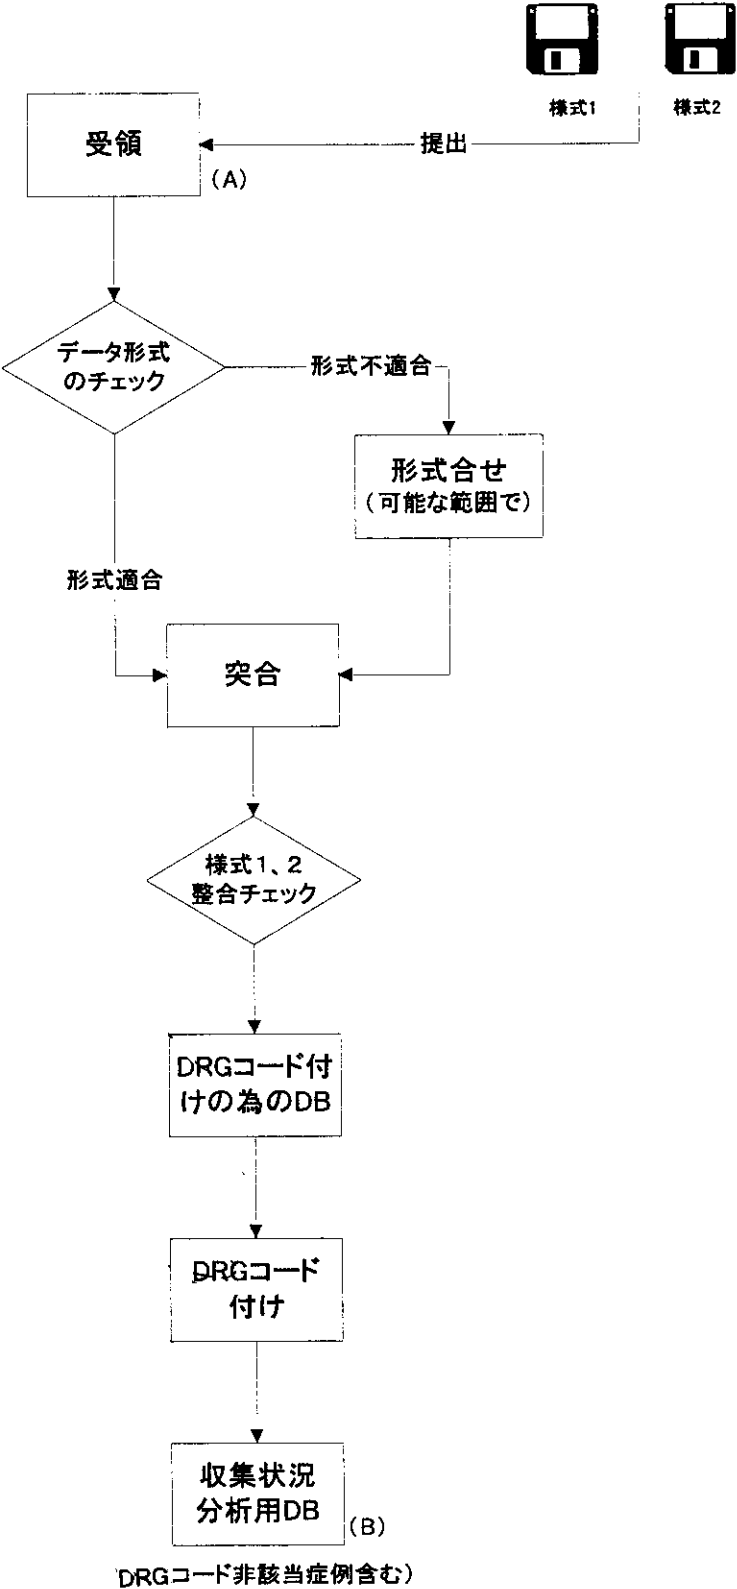 様式1
様式2
提出
受領
(A)
データ形式
のチェック
形式不適合
形式合せ
(可能な範囲で)
形式適合
突合
様式1、2
整合チェック
DRGコード付
けの為のDB
DRGコード
付け
収集状況
分析用DB
(B)
DRGコード非該当症例含む)